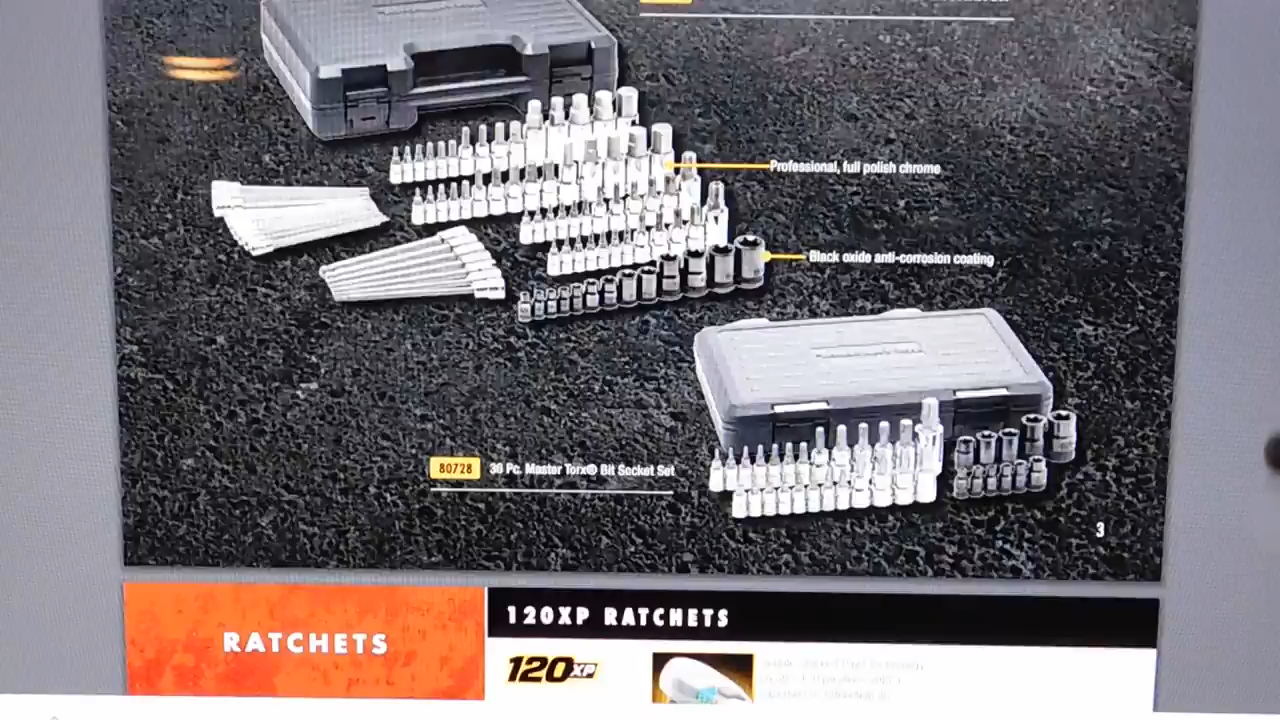 Professional, full polish chrome
Black oxide anti-corrosion coating
80728 36 Pc. Master Torx® Bit Socket Set
3
RATCHETS
120XP RATCHETS
120XP